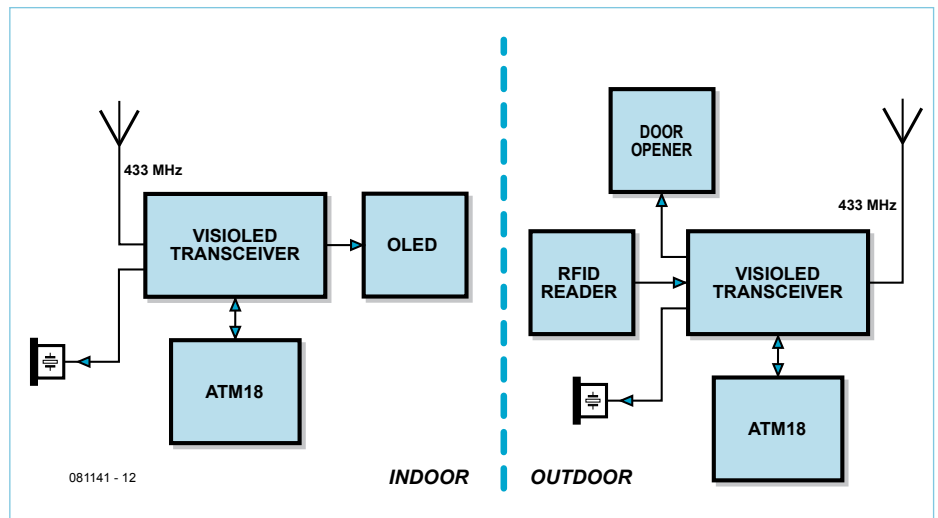 433 MHz
VISIOLED
TRANSCEIVER
OLED
ATM18
081141 - 12
INDOOR
DOOR
OPENER
433 MHz
RFID
READER
VISIOLED
TRANSCEIVER
ATM18
OUTDOOR